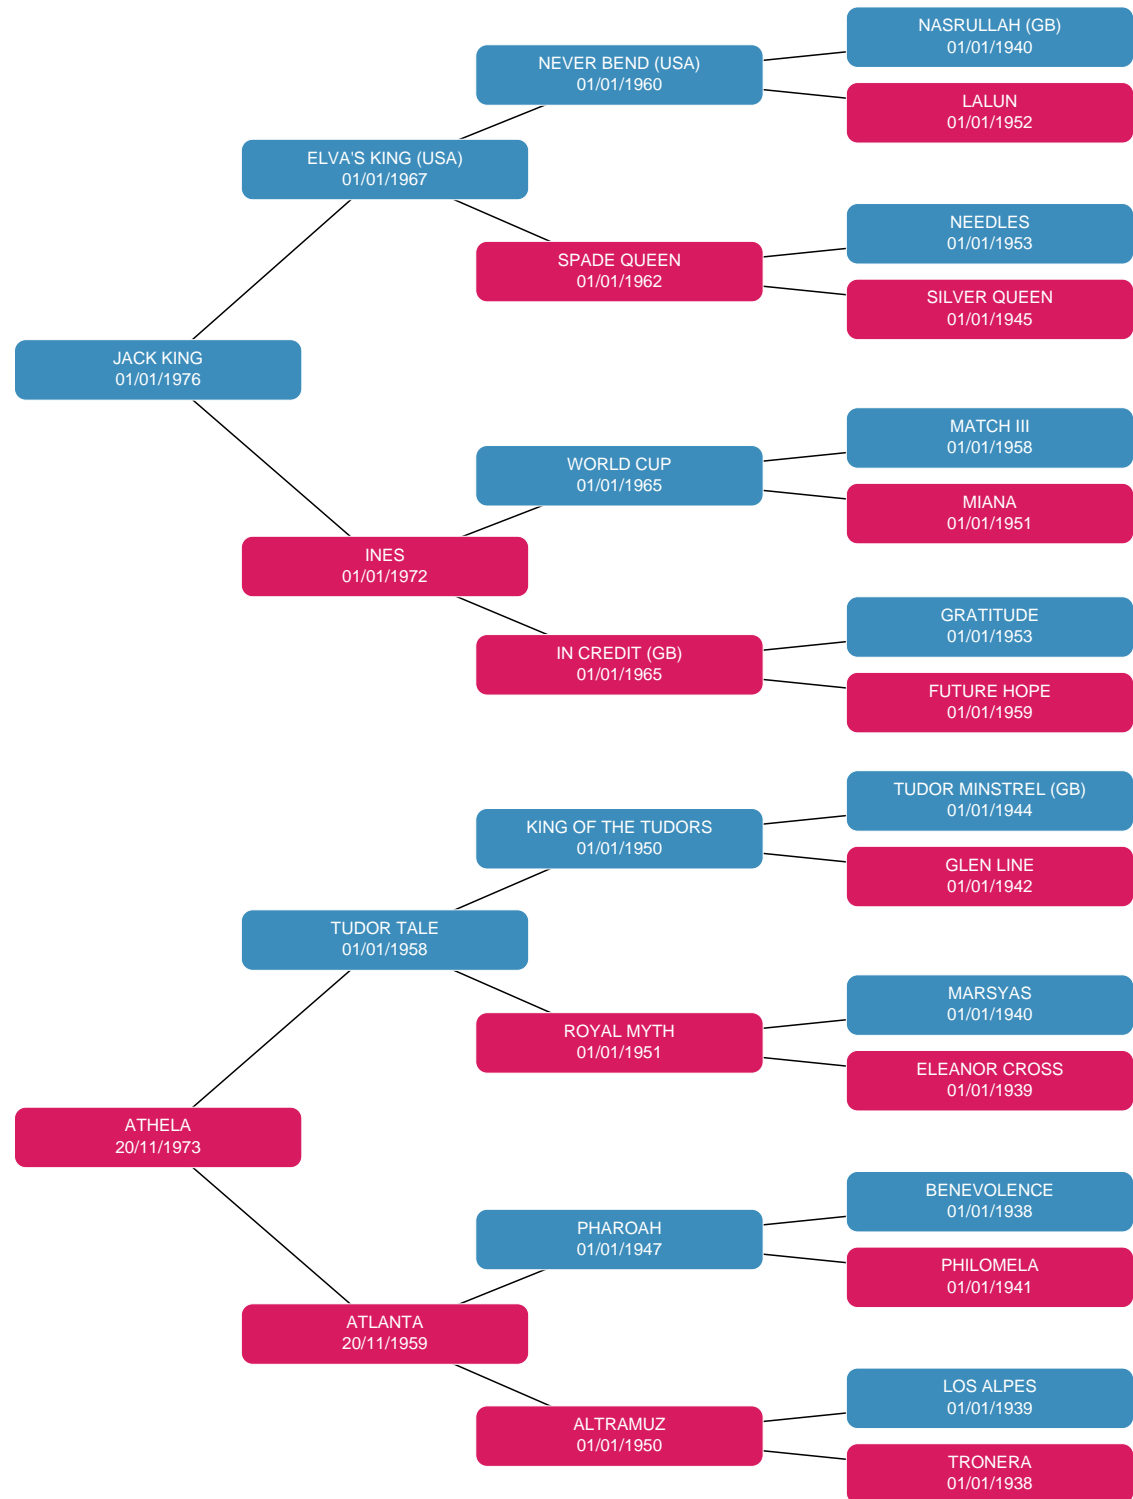 NASRULLAH (GB)
01/01/1940
NEVER BEND (USA)
01/01/1960
LALUN
01/01/1952
ELVA'S KING (USA)
01/01/1967
NEEDLES
01/01/1953
SPADE QUEEN
01/01/1962
SILVER QUEEN
01/01/1945
JACK KING
01/01/1976
MATCH III
01/01/1958
WORLD CUP
01/01/1965
MIANA
01/01/1951
INES
01/01/1972
GRATITUDE
01/01/1953
IN CREDIT (GB)
01/01/1965
FUTURE HOPE
01/01/1959
TUDOR MINSTREL (GB)
01/01/1944
KING OF THE TUDORS
01/01/1950
GLEN LINE
01/01/1942
TUDOR TALE
01/01/1958
MARSYAS
01/01/1940
ROYAL MYTH
01/01/1951
ELEANOR CROSS
01/01/1939
ATHELA
20/11/1973
BENEVOLENCE
01/01/1938
PHAROAH
01/01/1947
PHILOMELA
01/01/1941
ATLANTA
20/11/1959
LOS ALPES
01/01/1939
ALTRAMUZ
01/01/1950
TRONERA
01/01/1938